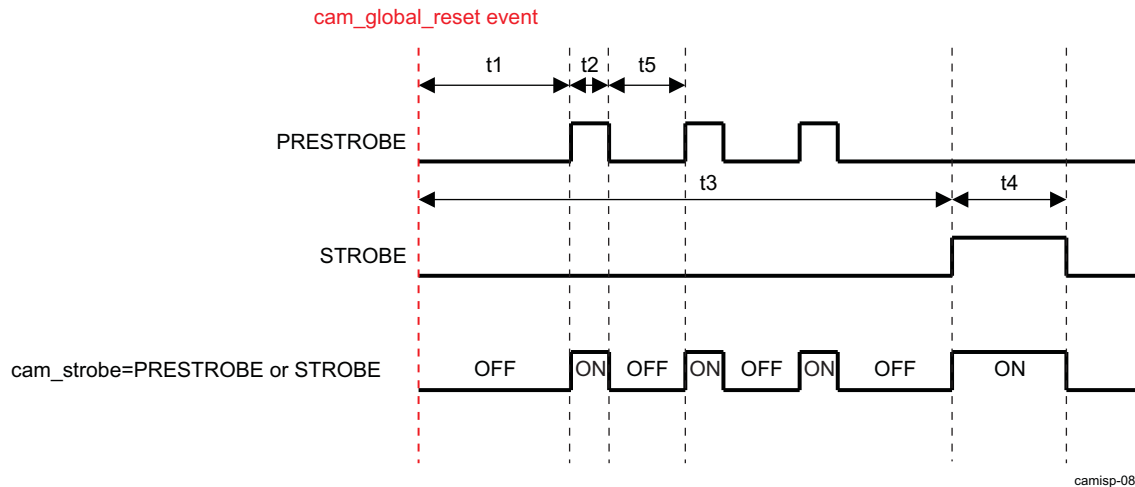 cam_global_reset event
t1
t2
t5
PRESTROBE
t3
t4
STROBE
cam_strobe=PRESTROBE or STROBE
OFF
ON
OFF
ON
OFF
ON
OFF
ON
camisp-08